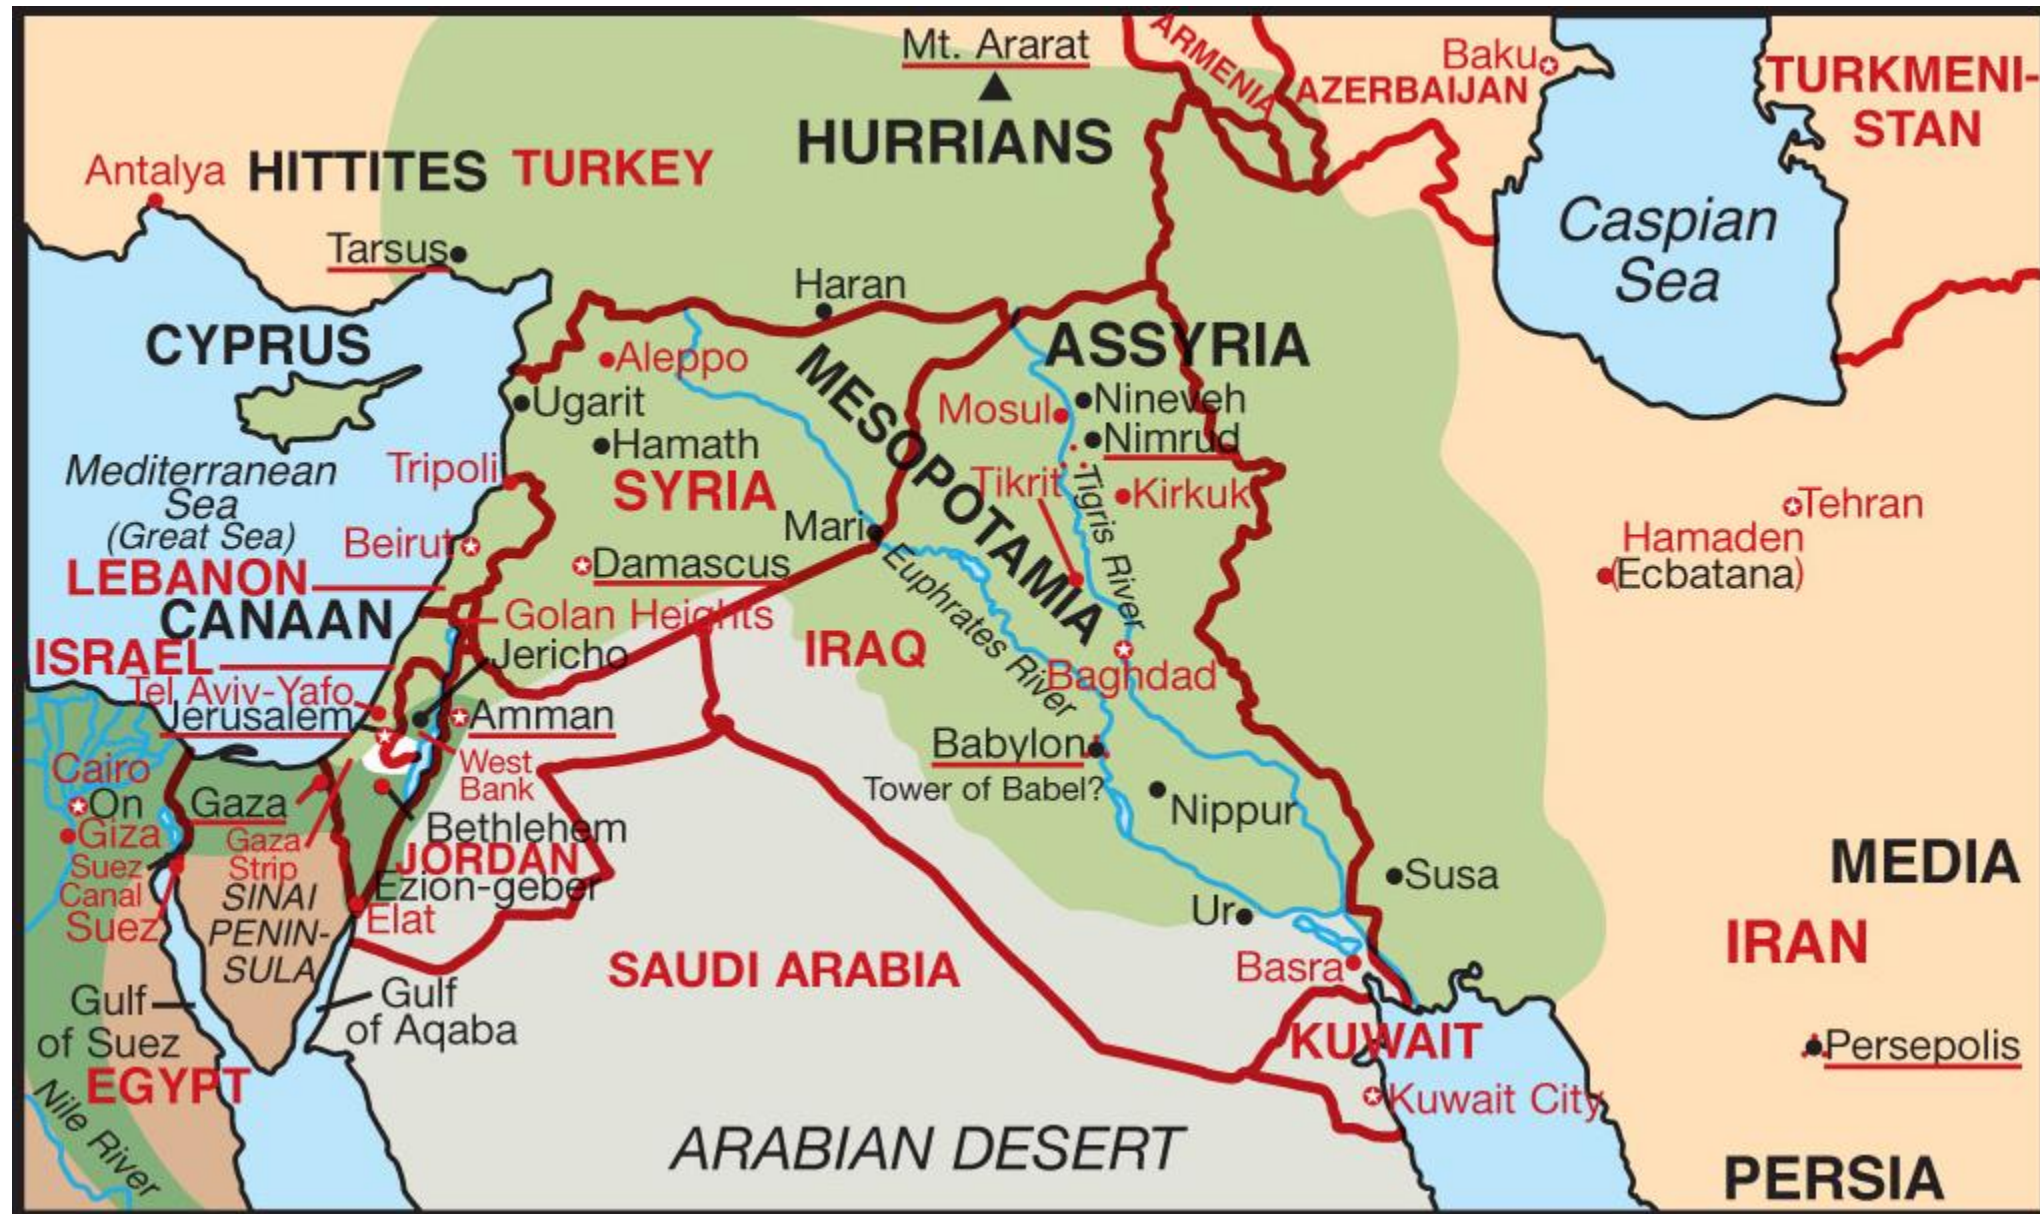 Mt. Ararat
ARMENIA
AZERBAIJAN
Baku
TURKMENI-
STAN
HURRIANS
Antalya
HITTITES
TURKEY
Tarsus
Caspian
Sea
Haran
CYPRUS
ASSYRIA
Aleppo
MESOPOTAMIA
Ugarit
Mosul
Nineveh
Hamath
Nimrud
Mediterranean
Sea
(Great Sea)
Tripoli
SYRIA
Tikrit
Kirkuk
Tigris River
Tehran
Mari
Beirut
Hamaden
(Ecbatana)
LEBANON
Damascus
Euphrates River
CANAAN
Golan Heights
ISRAEL
Jericho
IRAQ
Baghdad
Tel Aviv-Yafo
Jerusalem
Amman
Babylon
Tower of Babel?
West
Bank
Cairo
On
Gaza
Nippur
Giza
Gaza
Strip
Bethlehem
JORDAN
Suez
Canal
Suez
SINAI
PENIN-
SULA
Ezion-geber
Elat
Susa
MEDIA
Ur
IRAN
Basra
SAUDI ARABIA
Gulf
of Suez
Gulf
of Aqaba
KUWAIT
Persepolis
EGYPT
Kuwait City
Nile River
ARABIAN DESERT
PERSIA